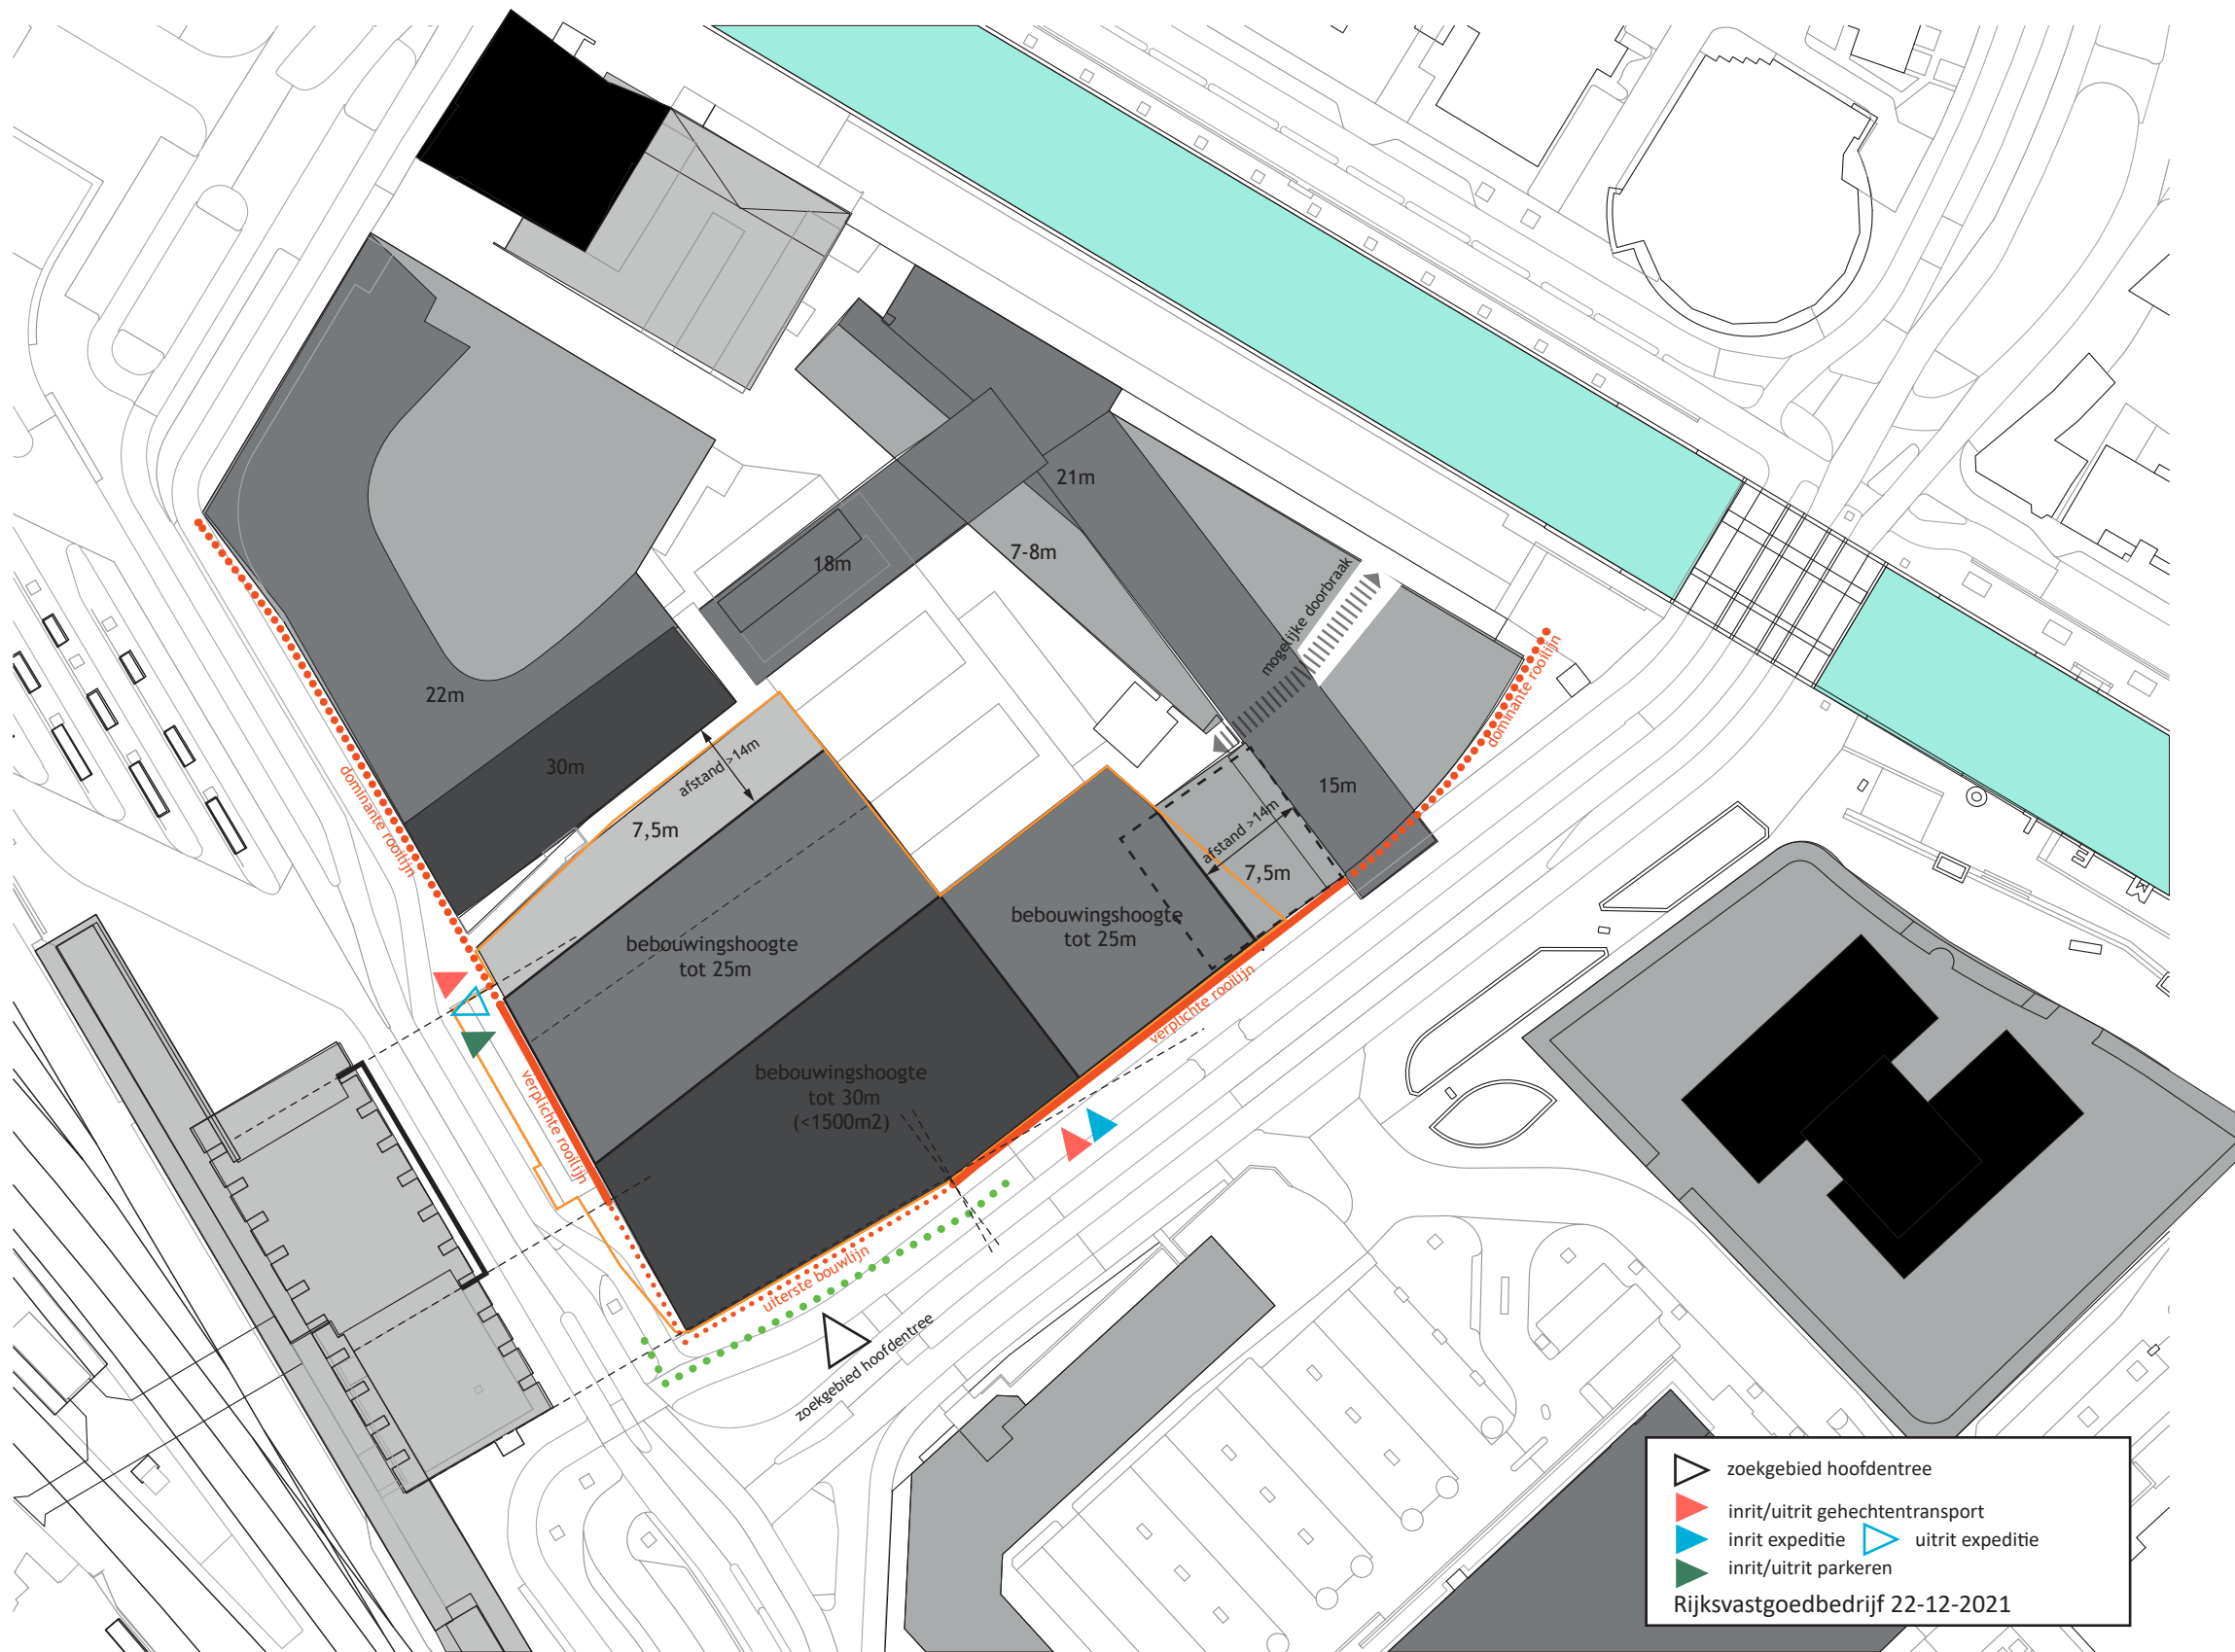 21m
7-8m
18m
mogelijke doorbraak
dominante rooilijn
22m
30m
afstand >14m
7,5m
15m
dominante rooilijn
afstand >14m
7,5m
bebouwingshoogte
tot 25m
bebouwingshoogte
tot 25m
verplichte rooilijn
verplichte rooilijn
bebouwingshoogte
tot 30m
(<1500m2)
uiterste bouwlijn
zoekgebied hoofdentree
zoekgebied hoofdentree
inrit/uitrit gehechtentransport
inrit expeditie uitrit expeditie
inrit/uitrit parkeren
Rijksvastgoedbedrijf 22-12-2021